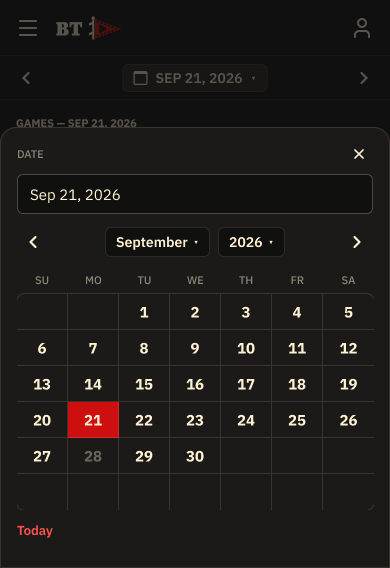 BT
SEP 21, 2026
GAMES — SEP 21, 2026
DATE
Sep 21, 2026
September 2026
SU MO TU WE TH FR SA
1 2 3 4 5
6 7 8 9 10 11 12
13 14 15 16 17 18 19
20 21 22 23 24 25 26
27 28 29 30
Today